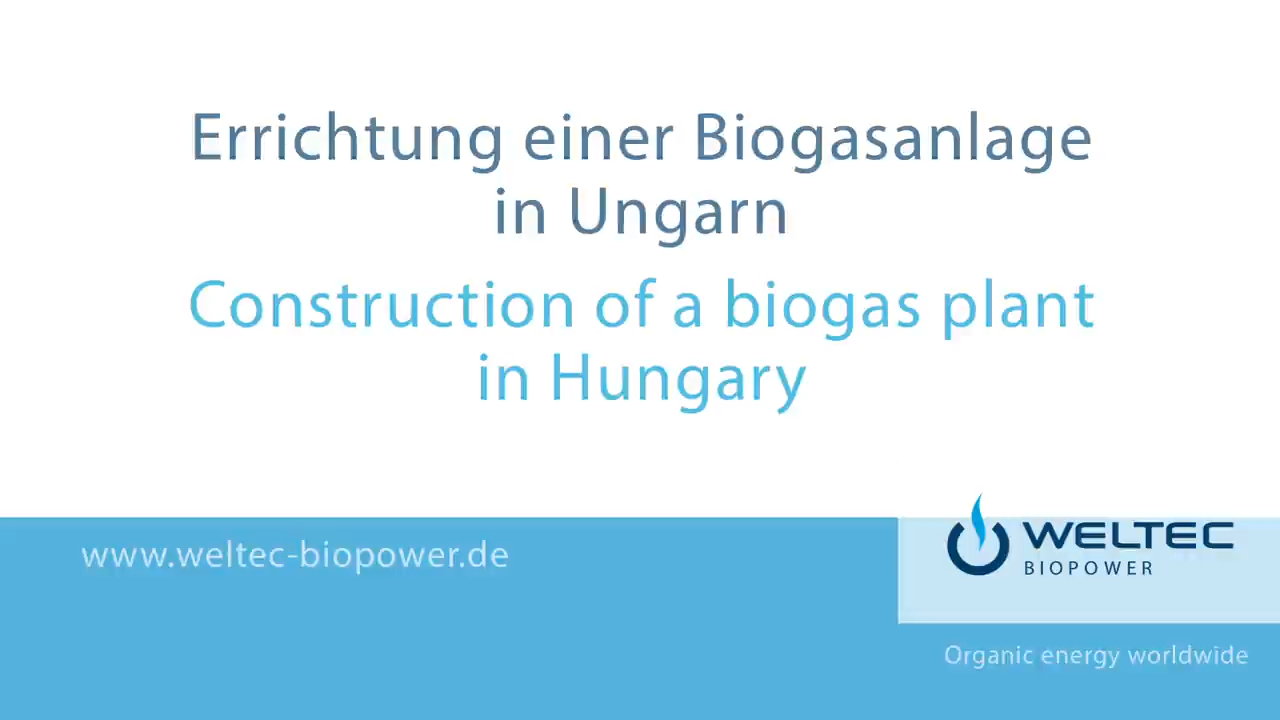 Errichtung einer Biogasanlage
in Ungarn
Construction of a biogas plant
in Hungary
www.weltec-biopower.de
WELTEC
BIOPOWER
Organic energy worldwide